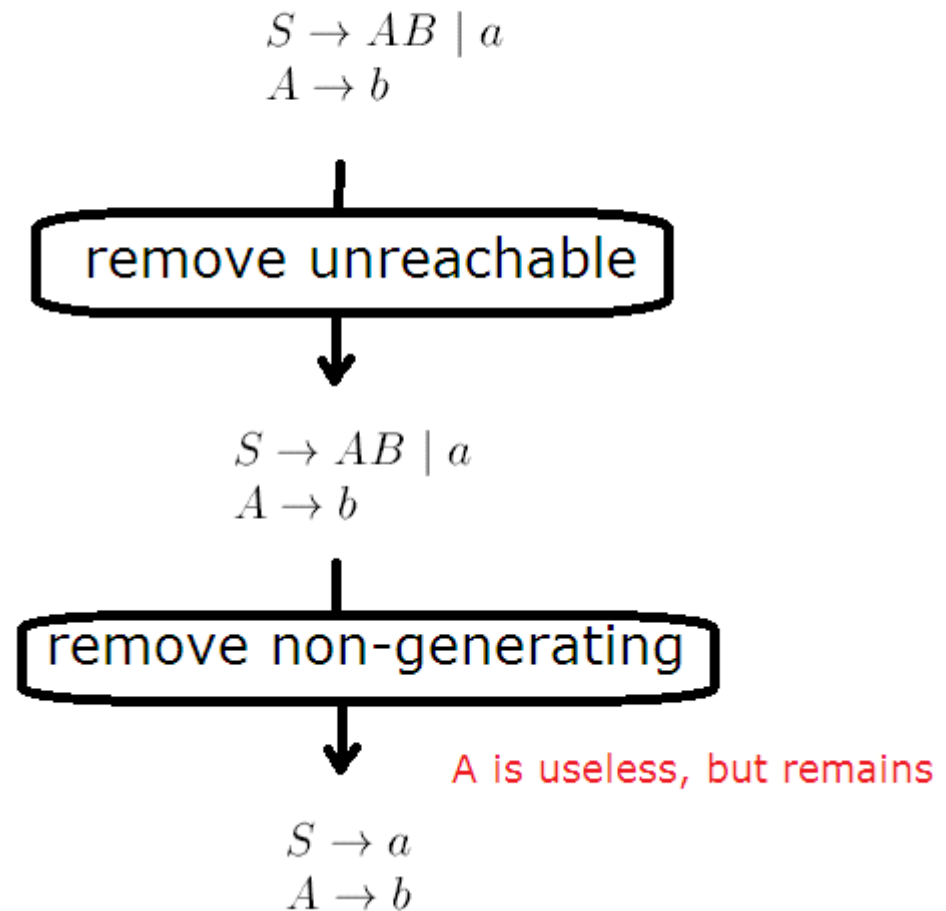 S → AB | a
A → b
remove unreachable
S → AB | a
A → b
remove non-generating
A is useless, but remains
S → a
A → b